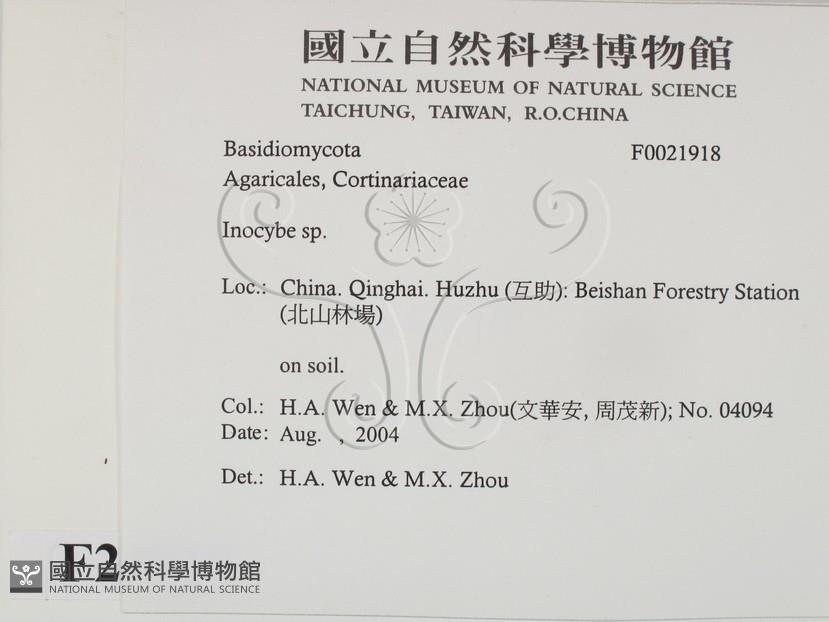 國立自然科學博物館
NATIONAL MUSEUM OF NATURAL SCIENCE
TAICHUNG, TAIWAN, R.O.CHINA
Basidiomycota F0021918
Agaricales, Cortinariaceae
Inocybe sp.
Loc.: China. Qinghai. Huzhu (互助): Beishan Forestry Station
(北山林場)
on soil.
Col.: H.A. Wen & M.X. Zhou(文華安, 周茂新); No. 04094
Date: Aug. , 2004
Det.: H.A. Wen & M.X. Zhou
國立自然科學博物館
NATIONAL MUSEUM OF NATURAL SCIENCE